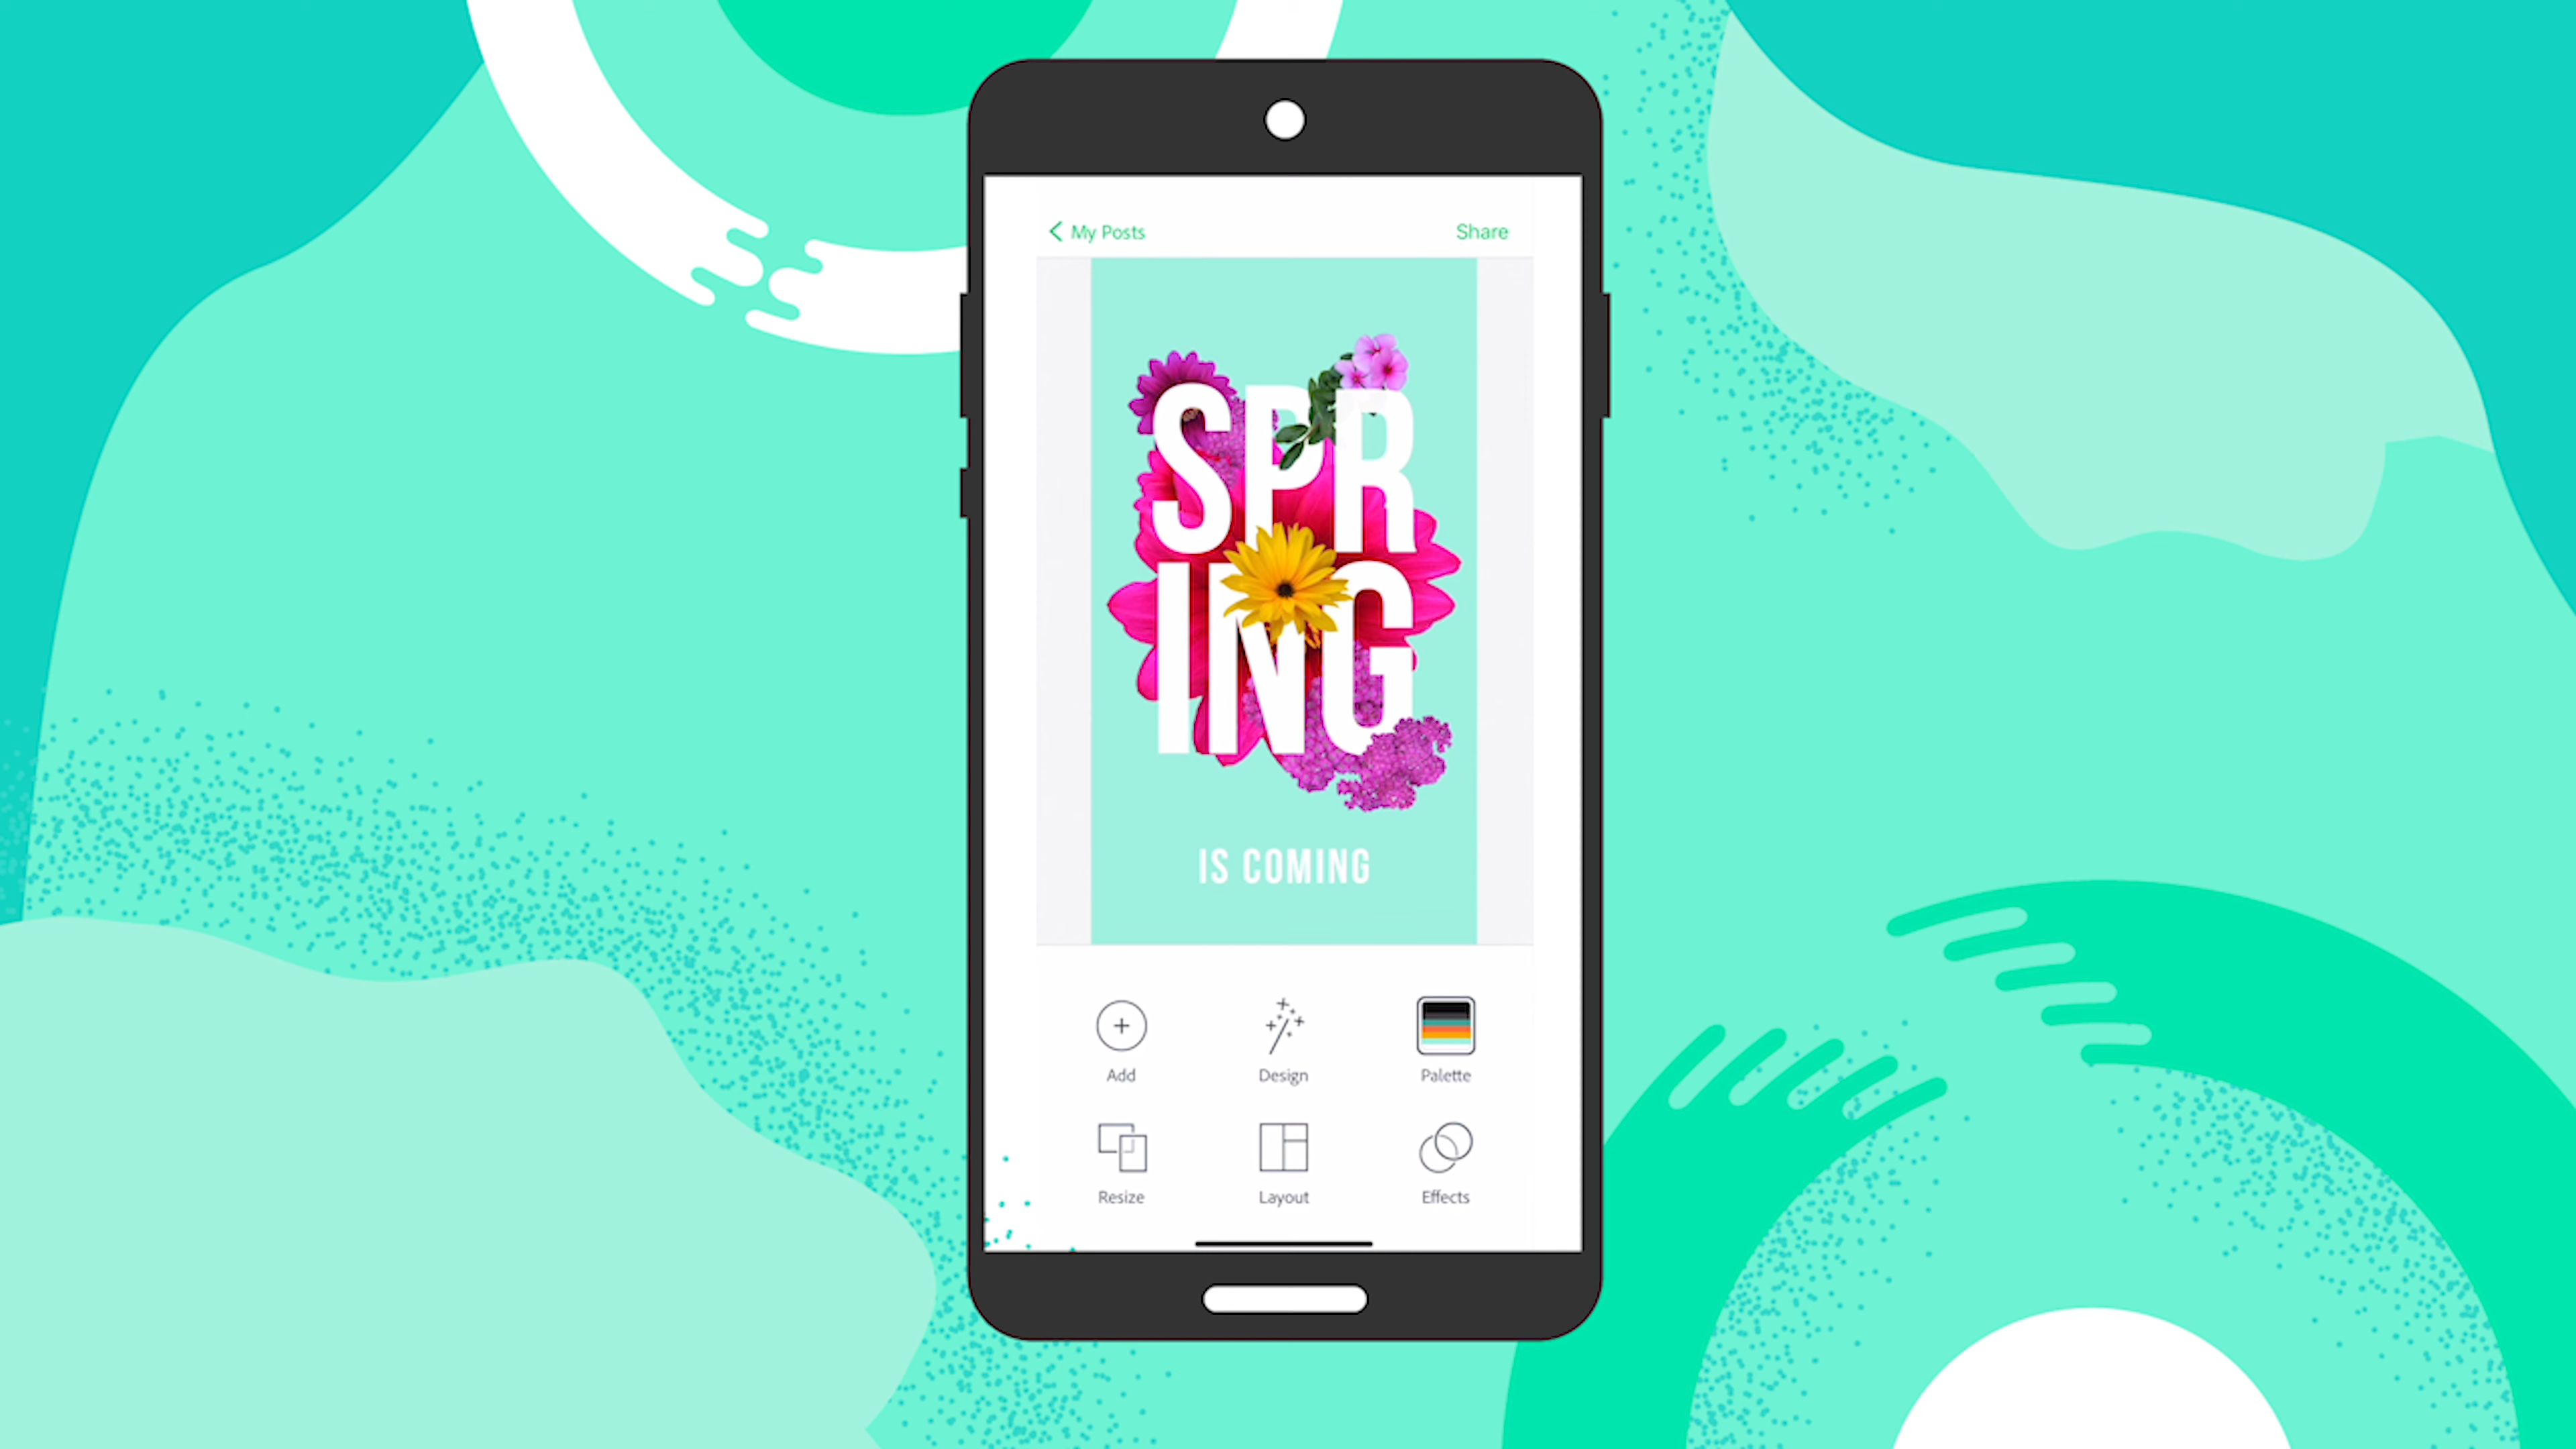 My Posts
Share
SPR
ING
IS COMING
Add
Design
Palette
Resize
Layout
Effects